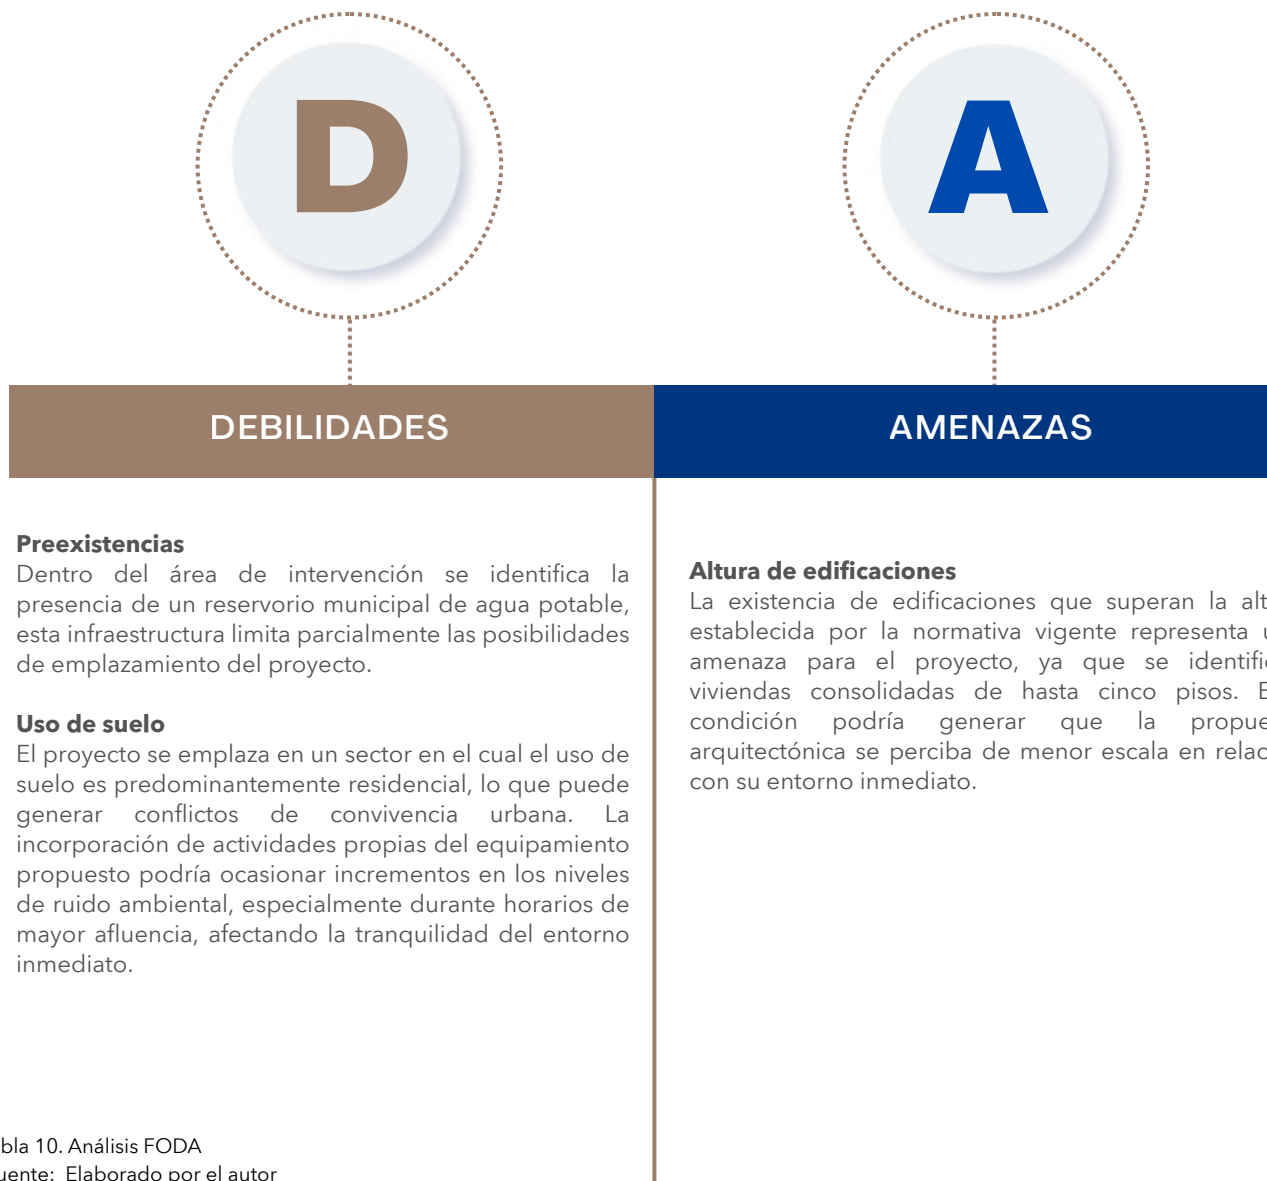 D
DEBILIDADES
Preexistencias
Dentro del área de intervención se identifica la
presencia de un reservorio municipal de agua potable,
esta infraestructura limita parcialmente las posibilidades
de emplazamiento del proyecto.
Uso de suelo
El proyecto se emplaza en un sector en el cual el uso de
suelo es predominantemente residencial, lo que puede
generar conflictos de convivencia urbana. La
incorporación de actividades propias del equipamiento
propuesto podría ocasionar incrementos en los niveles
de ruido ambiental, especialmente durante horarios de
mayor afluencia, afectando la tranquilidad del entorno
inmediato.
A
AMENAZAS
Altura de edificaciones
La existencia de edificaciones que superan la
establecida por la normativa vigente representa
amenaza para el proyecto, ya que se
viviendas consolidadas de hasta cinco pisos.
condición podría generar que la
arquitectónica se perciba de menor escala en
con su entorno inmediato.
10. Análisis FODA
Elaborado por el autor